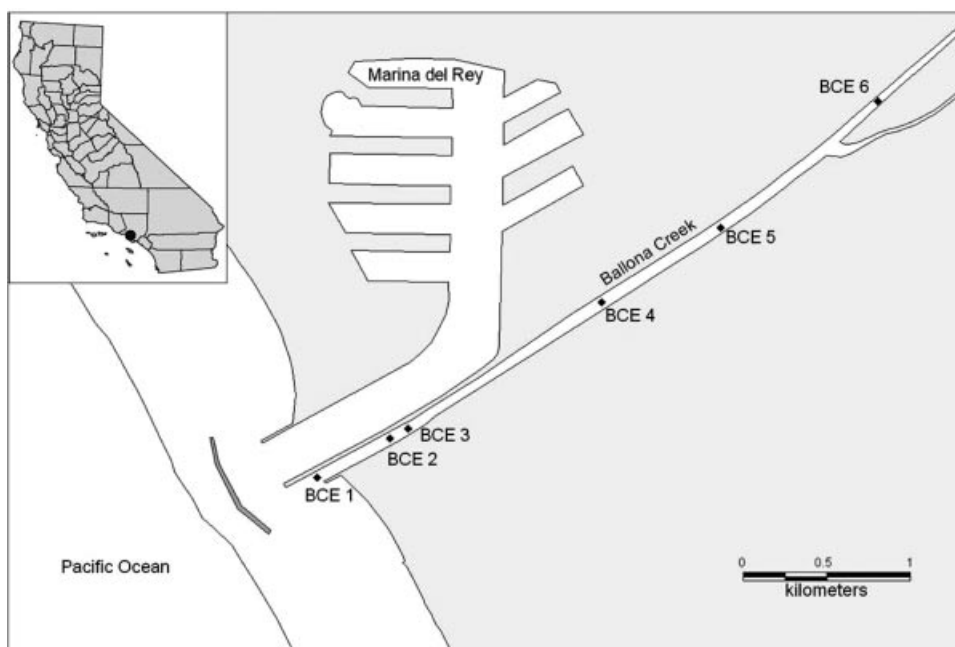 Marina del Rey
BCE 6
BCE 5
Ballona Creek
BCE 4
BCE 3
BCE 2
BCE 1
Pacific Ocean
0 0.5 1
kilometers